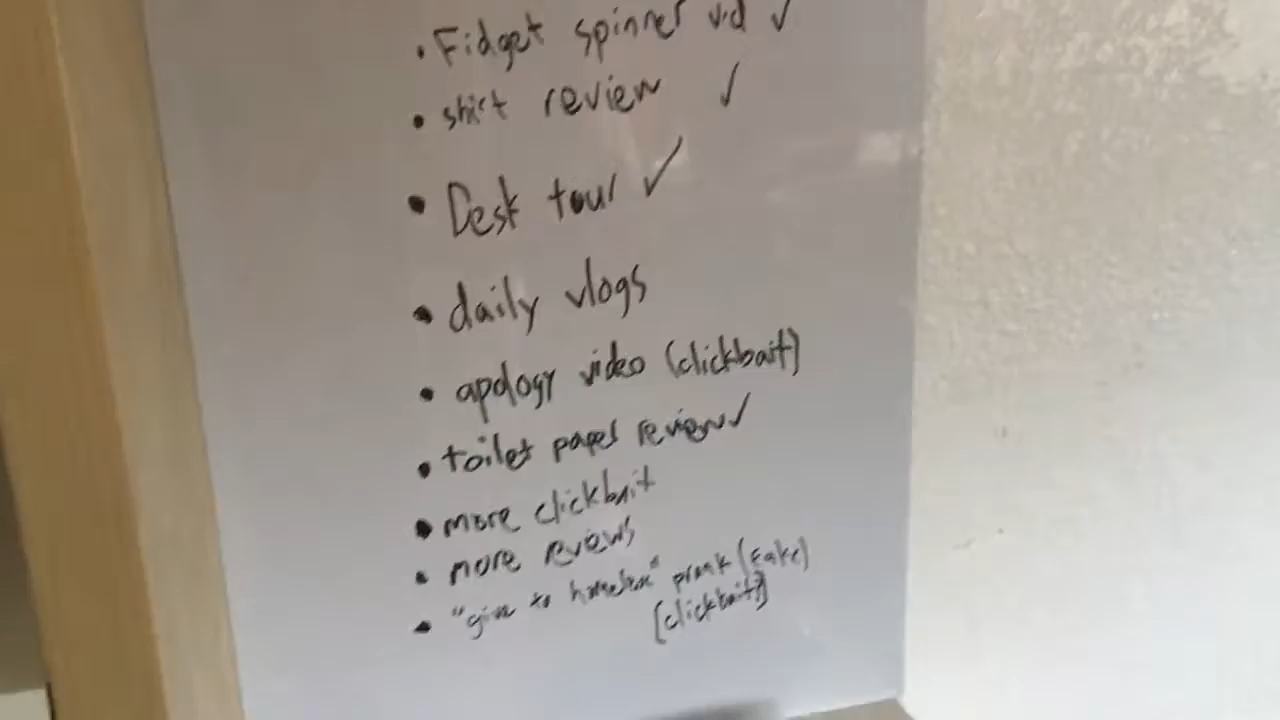 • Fidget spinner vid ✓
• shirt review ✓
• Desk tour ✓
• daily vlogs
• apology video (clickbait)
• toilet paper review ✓
• more clickbait
• more reviews
• "give to homeless" prank (fake)
[clickbait]